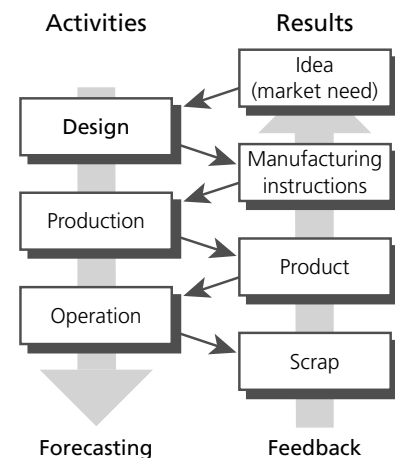 Activities
Results
Idea
(market need)
Design
Manufacturing
instructions
Production
Product
Operation
Scrap
Forecasting
Feedback